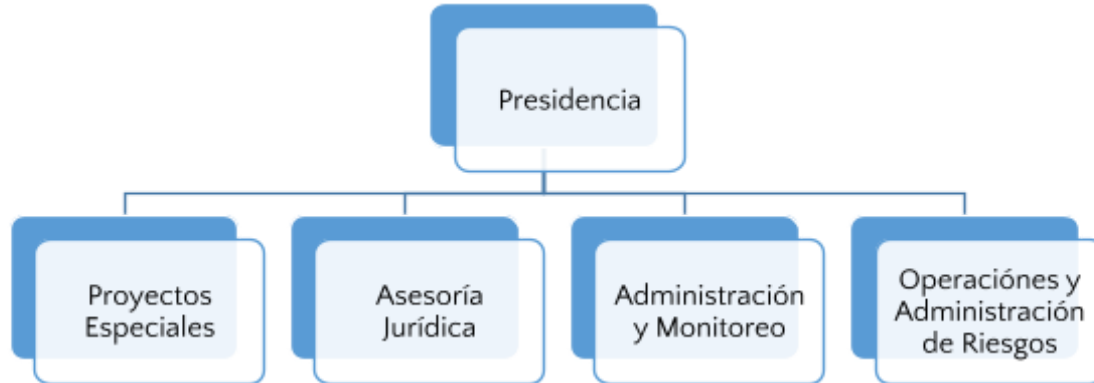 Presidencia
Proyectos
Especiales
Asesoría
Jurídica
Administración
y Monitoreo
Operaciónes y
Administración
de Riesgos